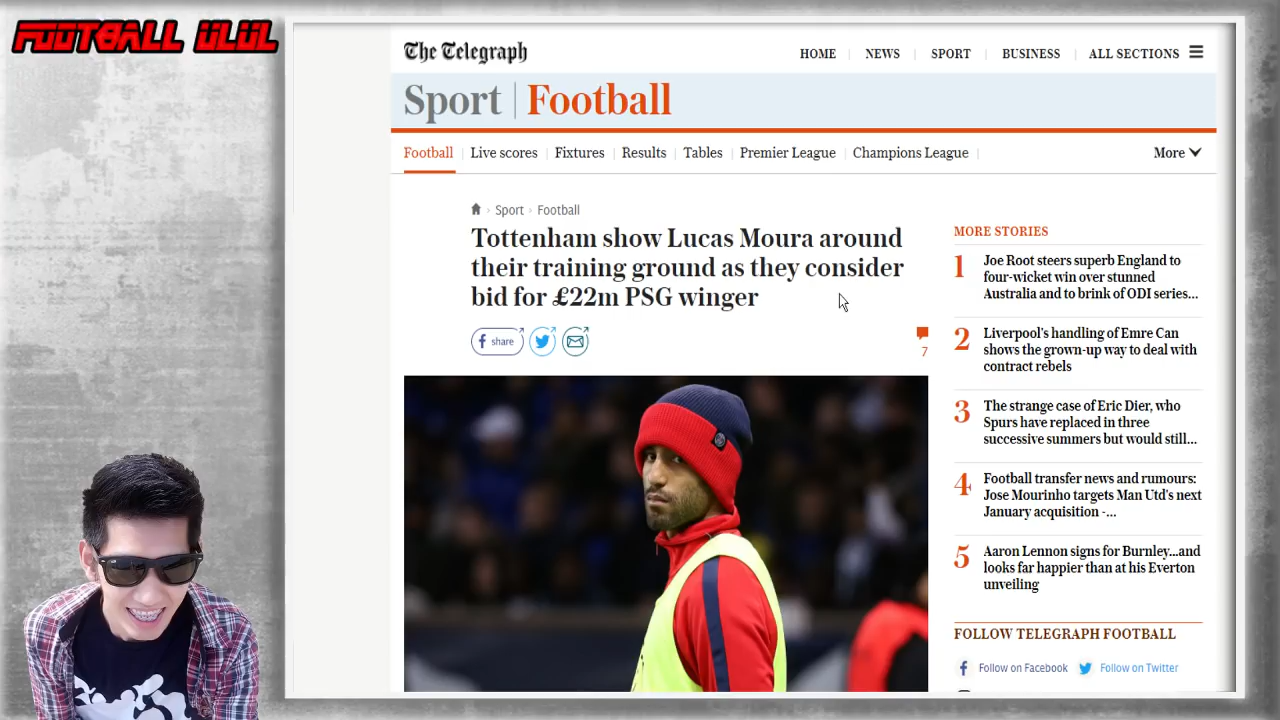 FOOTBALL ULUL
The Telegraph
HOME NEWS SPORT BUSINESS ALL SECTIONS
Sport | Football
Football Live scores Fixtures Results Tables Premier League Champions League More
Sport › Football
Tottenham show Lucas Moura around
their training ground as they consider
bid for £22m PSG winger
share
7
MORE STORIES
1 Joe Root steers superb England to
four-wicket win over stunned
Australia and to brink of ODI series...
2 Liverpool's handling of Emre Can
shows the grown-up way to deal with
contract rebels
3 The strange case of Eric Dier, who
Spurs have replaced in three
successive summers but would still...
4 Football transfer news and rumours:
Jose Mourinho targets Man Utd's next
January acquisition -...
5 Aaron Lennon signs for Burnley...and
looks far happier than at his Everton
unveiling
FOLLOW TELEGRAPH FOOTBALL
Follow on Facebook Follow on Twitter